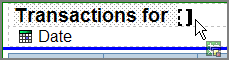 Transactions for []
Date